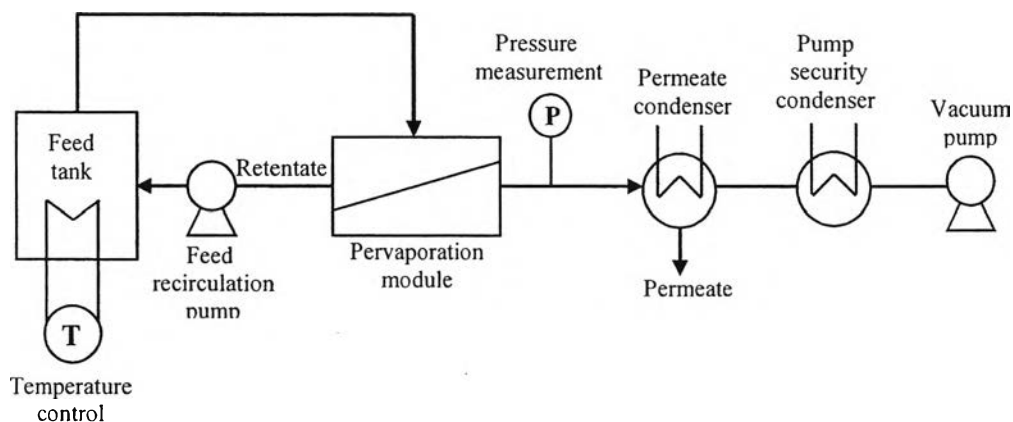 Pressure
measurement
P
Permeate
condenser
Pump
security
condenser
Vacuum
pump
Feed
tank
Retentate
Feed
recirculation
pump
Pervaporation
module
Permeate
T
Temperature
control